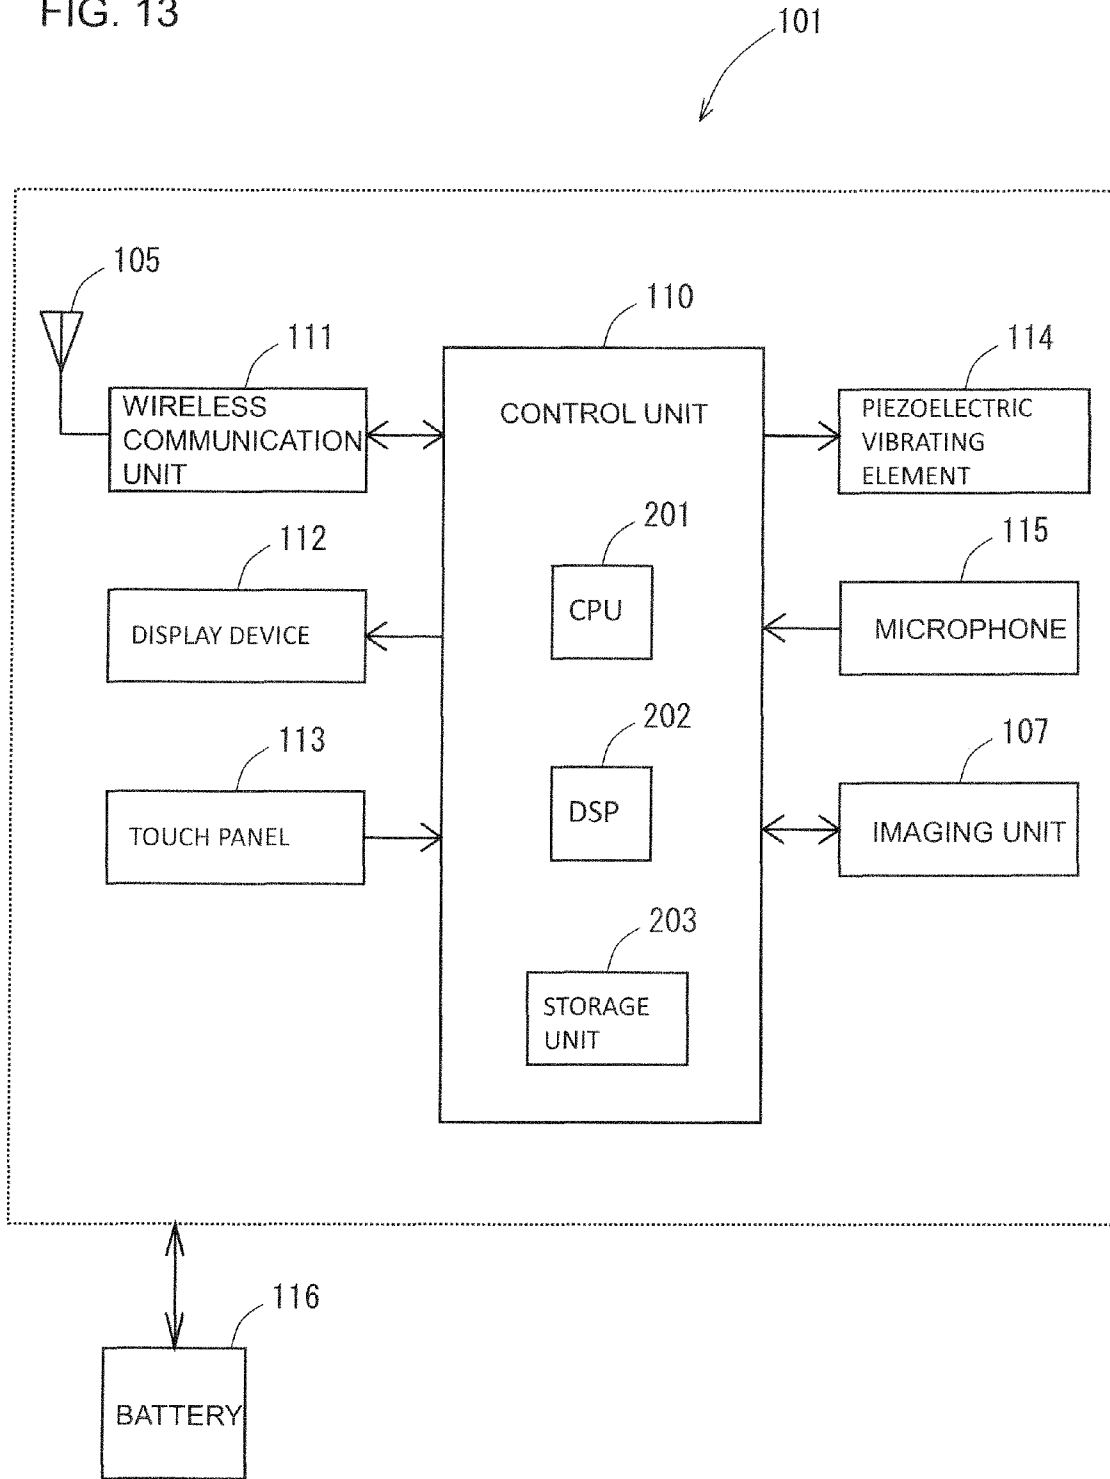 FIG. 13
101
105
110
111
114
WIRELESS
COMMUNICATION
UNIT
CONTROL UNIT
PIEZOELECTRIC
VIBRATING
ELEMENT
112
201
115
DISPLAY DEVICE
CPU
MICROPHONE
113
202
107
TOUCH PANEL
DSP
IMAGING UNIT
203
STORAGE
UNIT
116
BATTERY